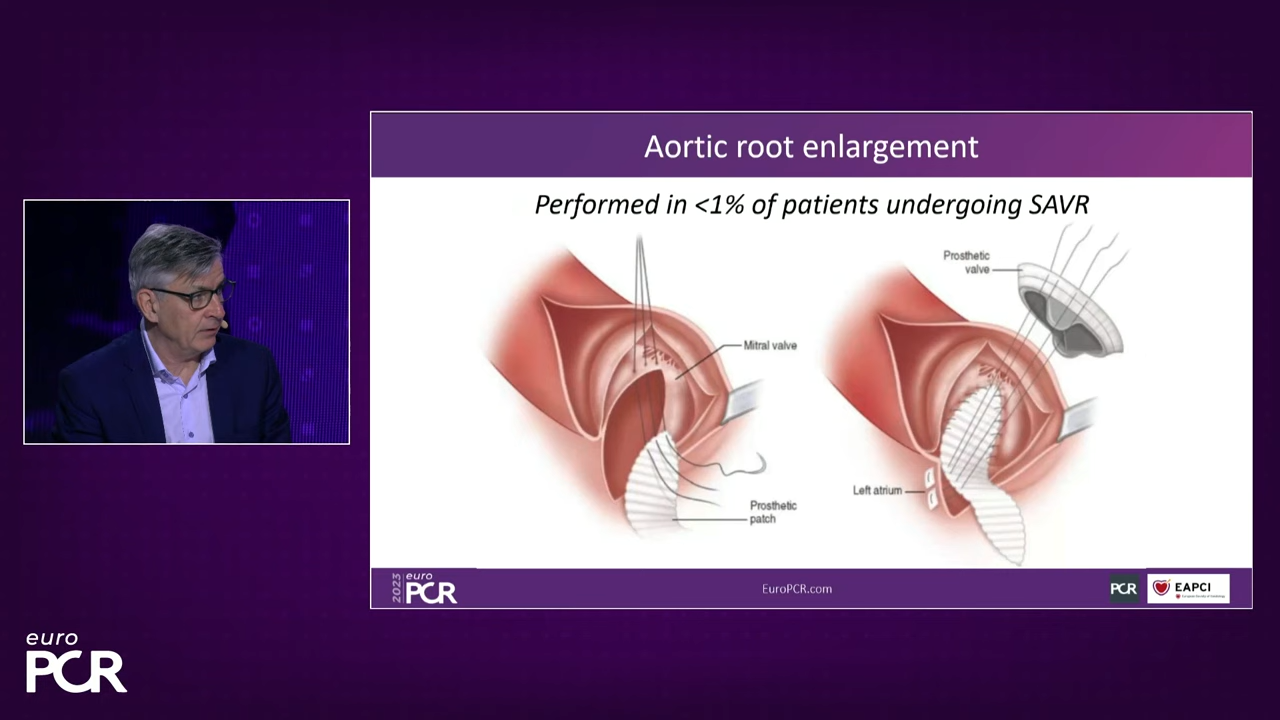 Aortic root enlargement
Performed in <1% of patients undergoing SAVR
Prosthetic
valve
Mitral valve
Left atrium
Prosthetic
patch
2023
euro
PCR
EuroPCR.com
PCR
EAPCI
euro
PCR